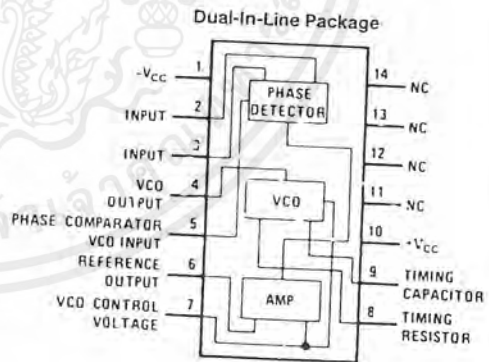 Dual-In-Line Package
-VCC 1
INPUT 2
INPUT 3
VCO OUTPUT 4
PHASE COMPARATOR VCO INPUT 5
REFERENCE OUTPUT 6
VCO CONTROL VOLTAGE 7
PHASE DETECTOR
VCO
AMP
14 NC
13 NC
12 NC
11 NC
10 +VCC
9 TIMING CAPACITOR
8 TIMING RESISTOR